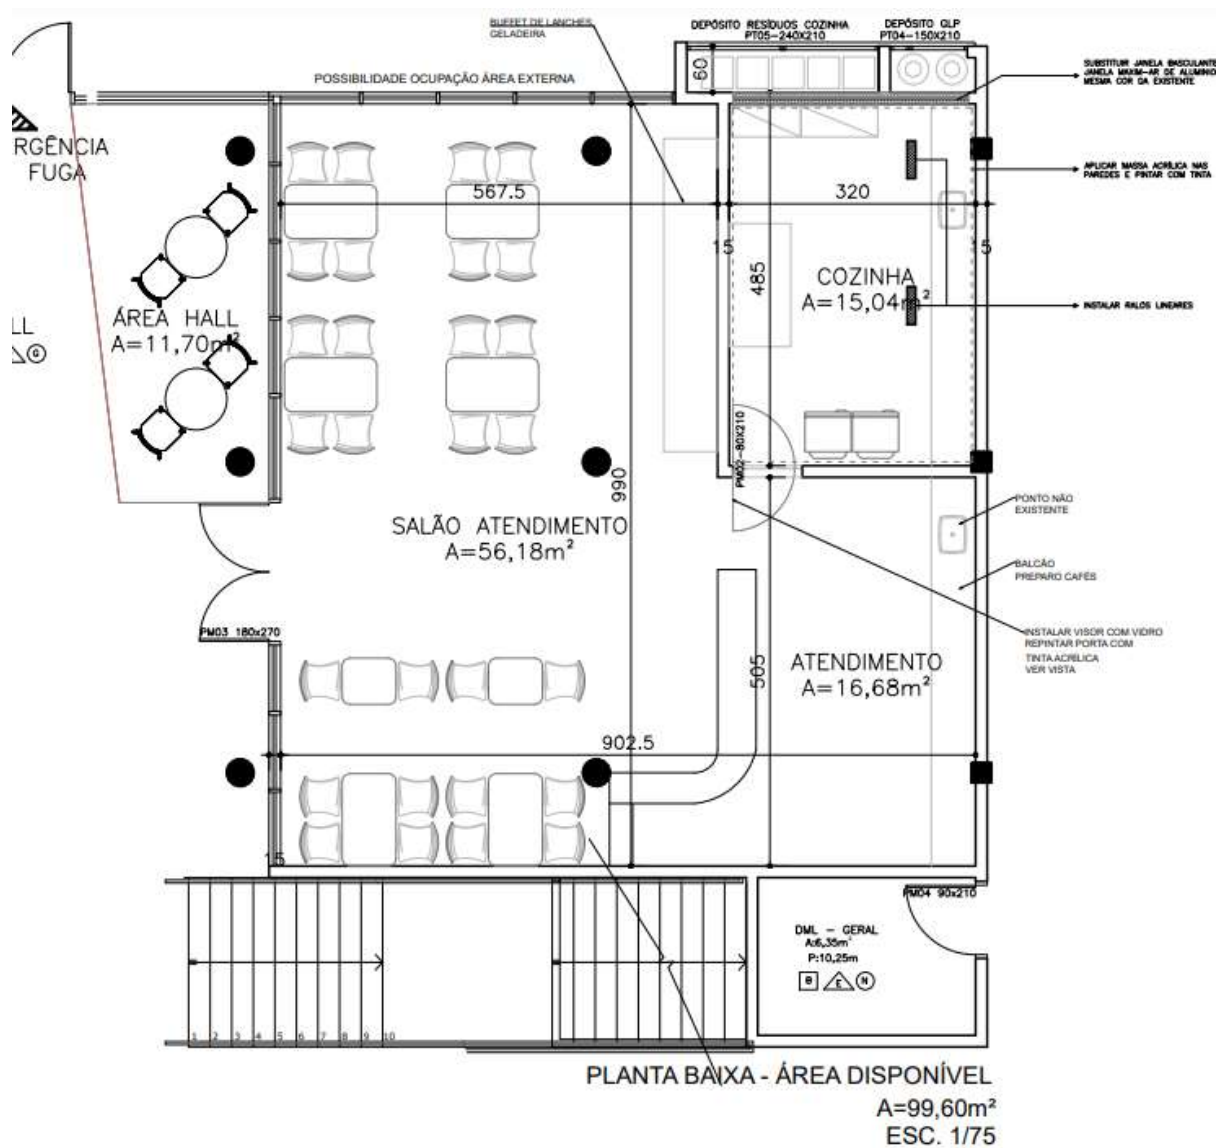 BUFFET DE LANCHES
GELADEIRA
DEPÓSITO RESÍDUOS COZINHA
PT05-240X210
DEPÓSITO GLP
PT04-150X210
POSSIBILIDADE OCUPAÇÃO ÁREA EXTERNA
60
SUBSTITUIR JANELA BASCULANTE
JANELA MAXIM-AR DE ALUMINIO
MESMA COR DA EXISTENTE
RGÊNCIA
FUGA
APLICAR MASSA ACRÍLICA NAS
PAREDES E PINTAR COM TINTA
567.5
320
15
15
485
COZINHA
A=15,04m²
INSTALAR RALOS LINEARES
ÁREA HALL
A=11,70m²
LL
G
PM02-80X210
990
PONTO NÃO
EXISTENTE
SALÃO ATENDIMENTO
A=56,18m²
BALCÃO
PREPARO CAFÉS
PM03 180x270
INSTALAR VISOR COM VIDRO
REPINTAR PORTA COM
TINTA ACRÍLICA
VER VISTA
505
ATENDIMENTO
A=16,68m²
902.5
15
PM04 90x210
DML - GERAL
A:6,35m²
P:10,25m
B E N
1 2 3 4 5 6 7 8 9 10
PLANTA BAIXA - ÁREA DISPONÍVEL
A=99,60m²
ESC. 1/75